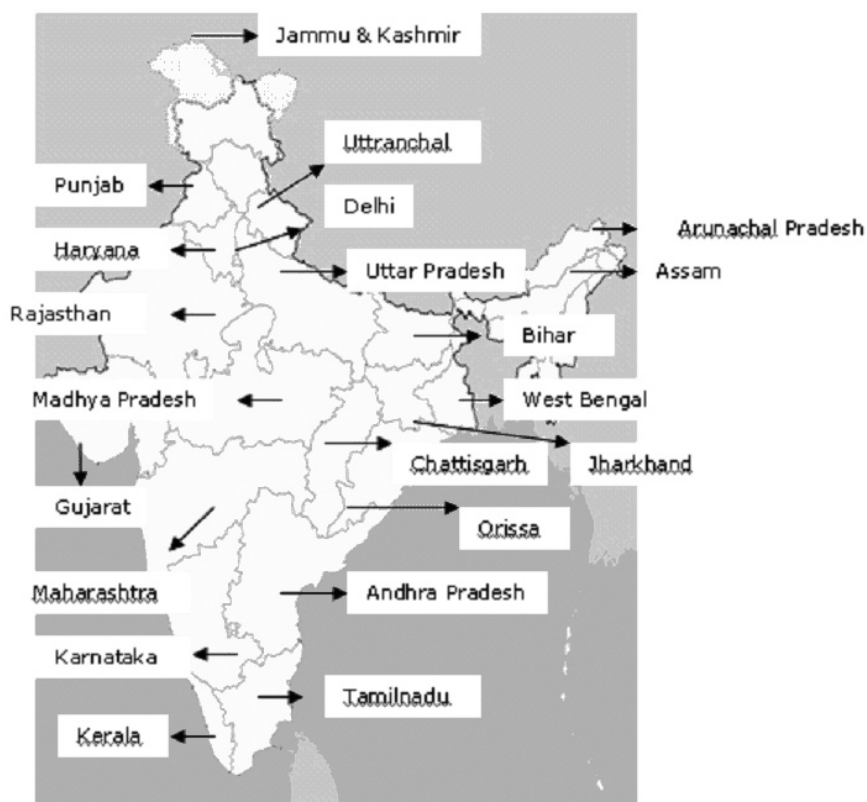 Jammu & Kashmir
Uttranchal
Punjab
Delhi
Arunachal Pradesh
Haryana
Uttar Pradesh
Assam
Rajasthan
Bihar
Madhya Pradesh
West Bengal
Chattisgarh
Jharkhand
Gujarat
Orissa
Maharashtra
Andhra Pradesh
Karnataka
Tamilnadu
Kerala